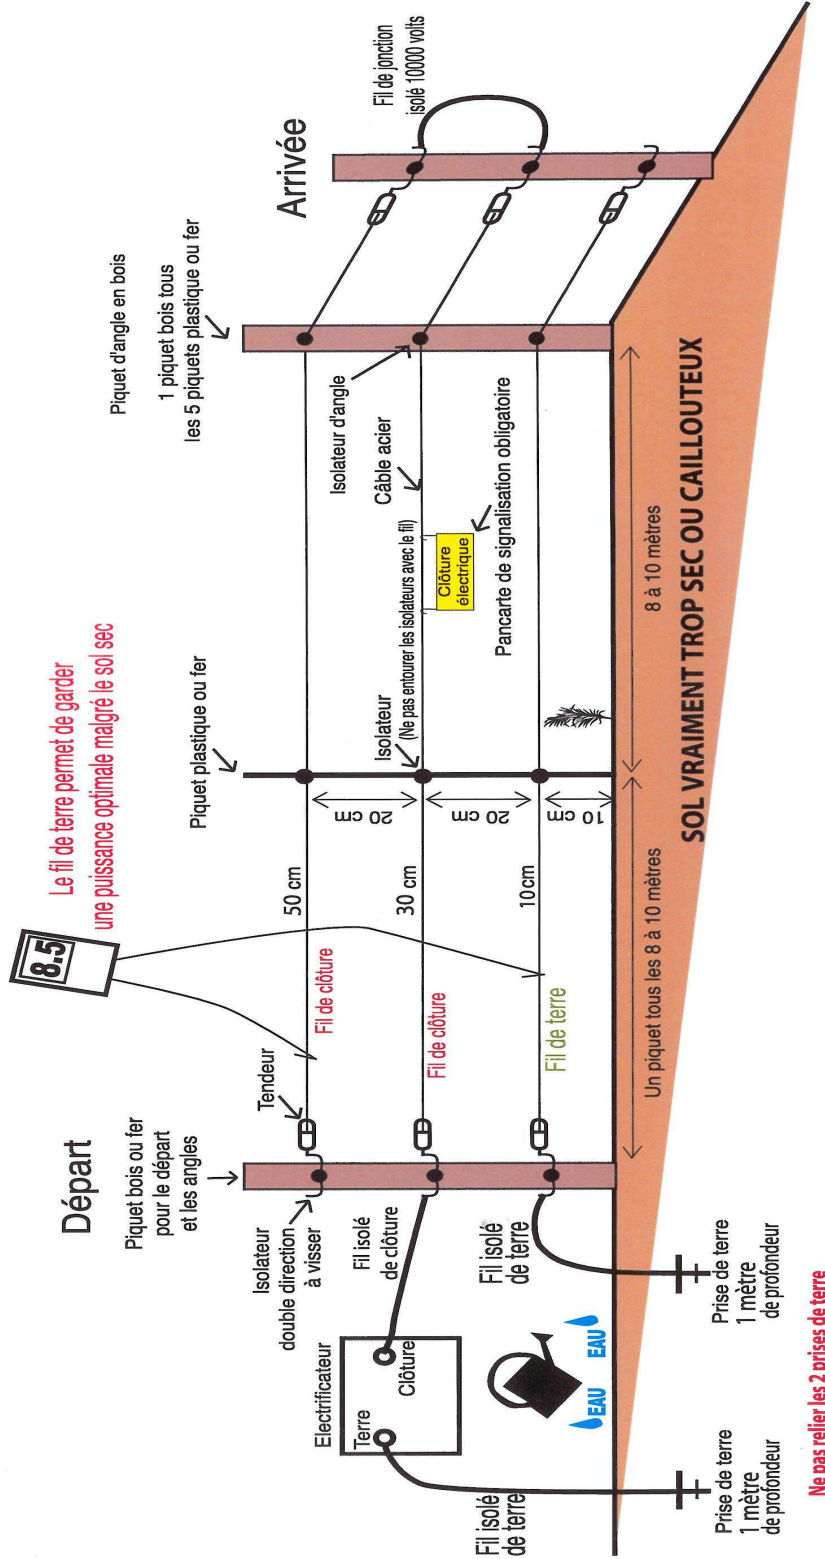 Le fil de terre permet de garder
une puissance optimale malgré le sol sec
8.5
Départ
Arrivée
Piquet bois ou fer
pour le départ
et les angles
Tendeur
Piquet plastique ou fer
Piquet d'angle en bois
1 piquet bois tous
les 5 piquets plastique ou fer
Isolateur
double direction
à visser
Fil de clôture
50 cm
20 cm
Isolateur
(Ne pas entourer les isolateurs avec le fil)
Isolateur d'angle
Câble acier
Fil de jonction
isolé 10000 volts
Electrificateur
Terre
Clôture
Fil isolé
de clôture
Fil de clôture
30 cm
20 cm
Clôture
électrique
Pancarte de signalisation obligatoire
Fil isolé
de terre
Fil isolé
de terre
Fil de terre
10cm
10 cm
EAU
EAU
Un piquet tous les 8 à 10 mètres
8 à 10 mètres
SOL VRAIMENT TROP SEC OU CAILLOUTEUX
Prise de terre
1 mètre
de profondeur
Prise de terre
1 mètre
de profondeur
Ne pas relier les 2 prises de terre